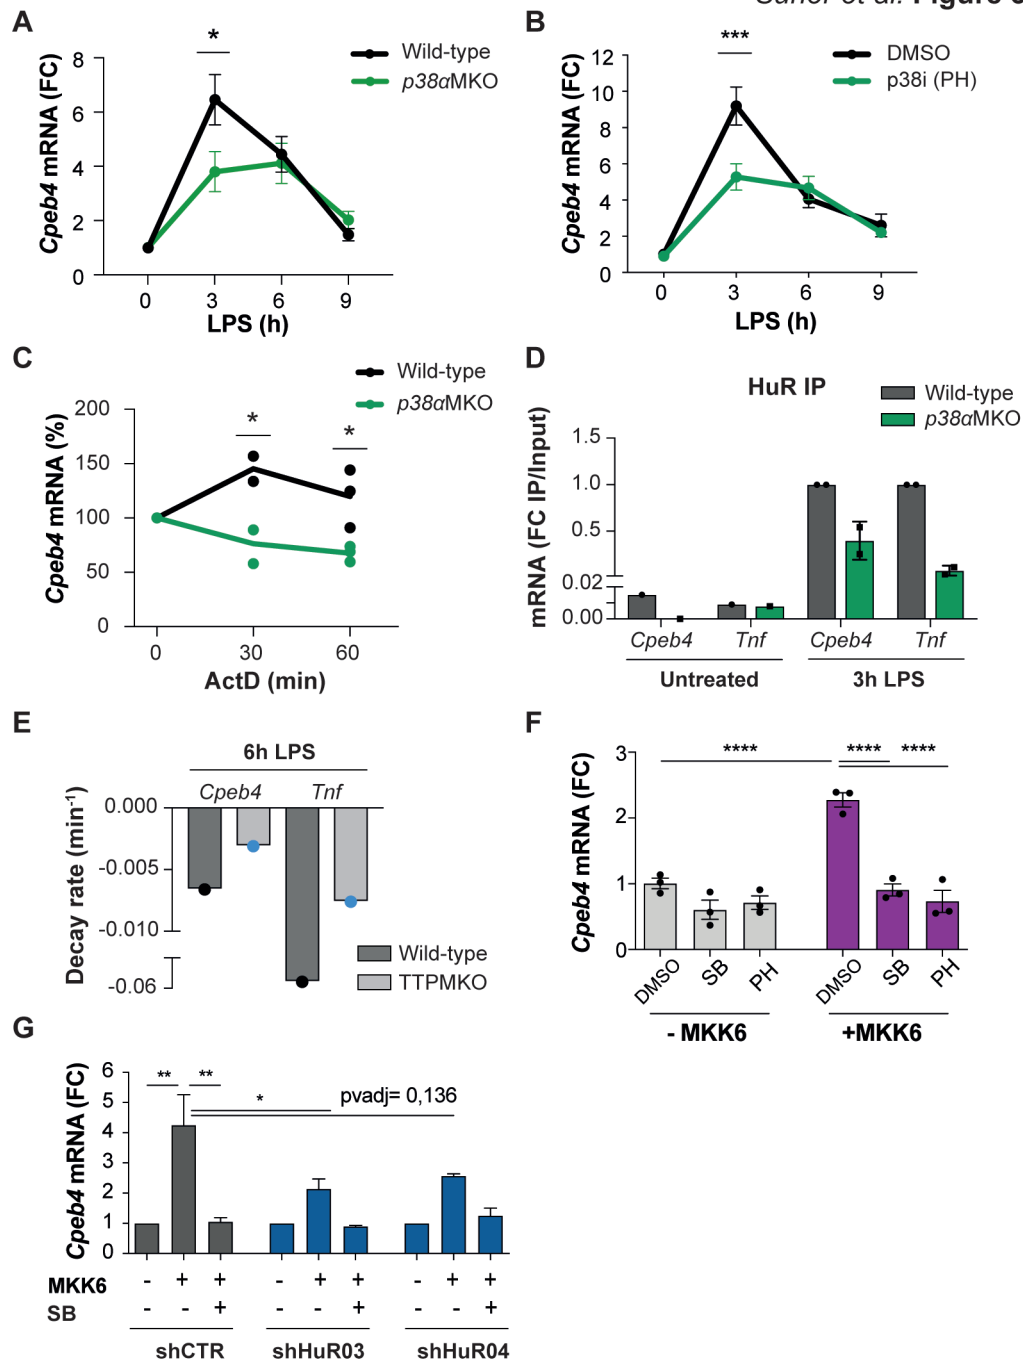 Suñer et al. Figure 3
A
*
Wild-type
p38αMKO
Cpeb4 mRNA (FC)
8
6
4
2
0
0 3 6 9
LPS (h)
B
***
DMSO
p38i (PH)
Cpeb4 mRNA (FC)
12
10
8
6
4
2
0
0 3 6 9
LPS (h)
C
Wild-type
p38αMKO
* *
Cpeb4 mRNA (%)
200
150
100
50
0
0 30 60
ActD (min)
D
HuR IP
Wild-type
p38αMKO
mRNA (FC IP/Input)
1.5
1.0
0.5
0.02
0.00
Cpeb4 Tnf Cpeb4 Tnf
Untreated 3h LPS
E
6h LPS
Cpeb4 Tnf
Decay rate (min-1)
0.000
-0.005
-0.010
-0.06
Wild-type
TTPMKO
F
**** **** ****
Cpeb4 mRNA (FC)
3
2
1
0
DMSO SB PH DMSO SB PH
- MKK6 +MKK6
G
** **
* pvadj= 0,136
Cpeb4 mRNA (FC)
6
5
4
3
2
1
0
MKK6 - + + - + + - + +
SB - - + - - + - - +
shCTR shHuR03 shHuR04